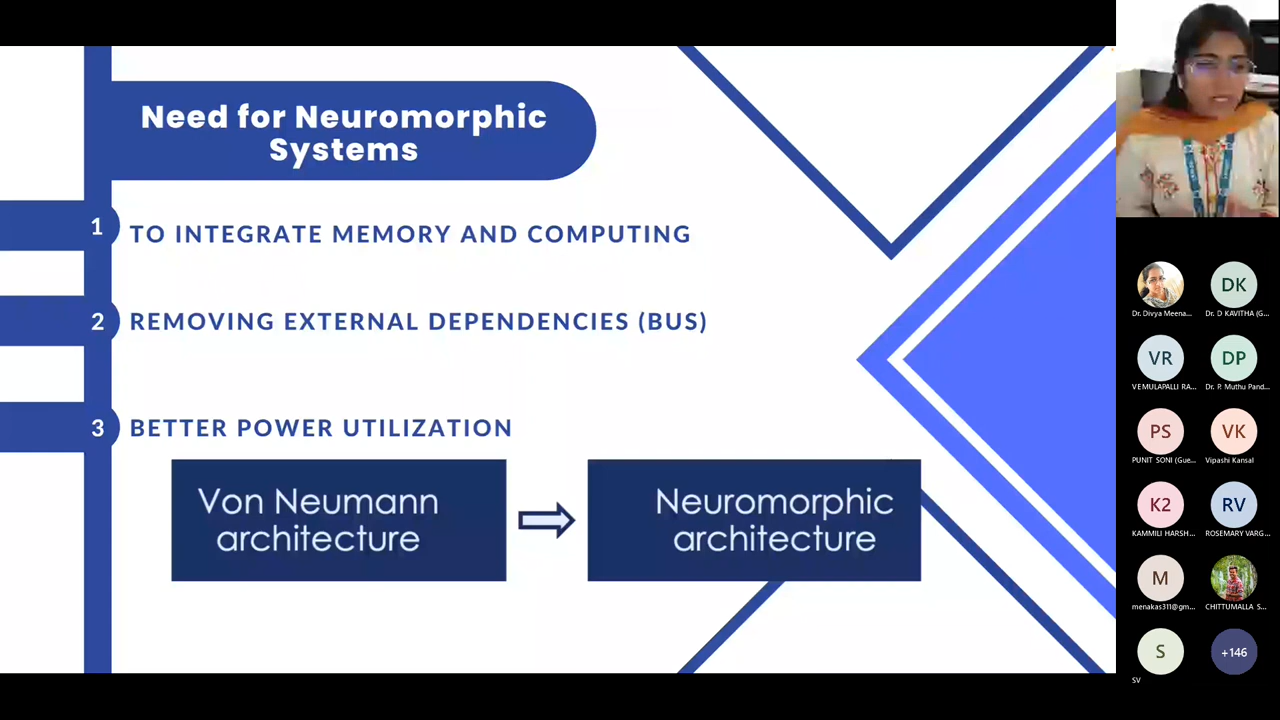 Need for Neuromorphic
Systems
1
TO INTEGRATE MEMORY AND COMPUTING
2
REMOVING EXTERNAL DEPENDENCIES (BUS)
3
BETTER POWER UTILIZATION
Von Neumann
architecture
Neuromorphic
architecture
Dr. Divya Meena...
DK
Dr. D KAVITHA (G...
VR
VEMULAPALLI RA...
DP
Dr. P. Muthu Pand...
PS
PUNIT SONI (Gue...
VK
Vipashi Kansal
K2
KAMMILI HARSH...
RV
ROSEMARY VARG...
M
menakas311@gm...
CHITTUMALLA S...
S
SV
+146